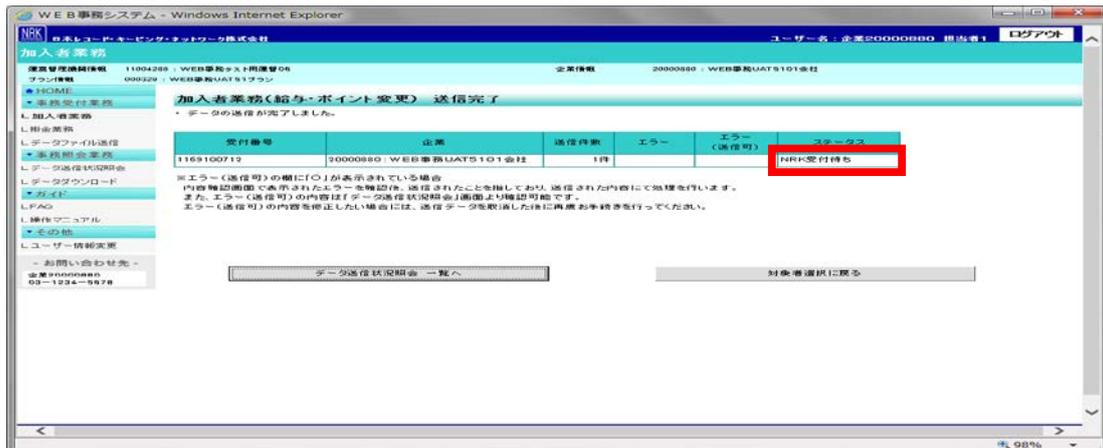 WEB事務システム - Windows Internet Explorer
NRK 日本レコード・キーピング・ネットワーク株式会社
ユーザー名:企業20000880 担当者1
ログアウト
加入者業務
運営管理機関情報 11004288:WEB事務テスト用運管06
企業情報 20000880:WEB事務UATS101会社
プラン情報 000329:WEB事務UATS1プラン
HOME
事務受付業務
加入者業務
掛金業務
データファイル送信
事務照会業務
データ送信状況照会
データダウンロード
ガイド
FAQ
操作マニュアル
その他
ユーザー情報変更
- お問い合わせ先 -
企業20000880
03-1234-5678
加入者業務(給与・ポイント変更) 送信完了
・ データの送信が完了しました。
受付番号 企業 送信件数 エラー エラー(送信可) ステータス
1169100712 20000880:WEB事務UATS101会社 1件 NRK受付待ち
※エラー(送信可)の欄に「○」が表示されている場合
内容確認画面で表示されたエラーを確認後、送信されたことを指しており、送信された内容にて処理を行います。
また、エラー(送信可)の内容は「データ送信状況照会」画面より確認可能です。
エラー(送信可)の内容を修正したい場合には、送信データを取消した後に再度お手続きを行ってください。
データ送信状況照会 一覧へ
対象者選択に戻る
98%